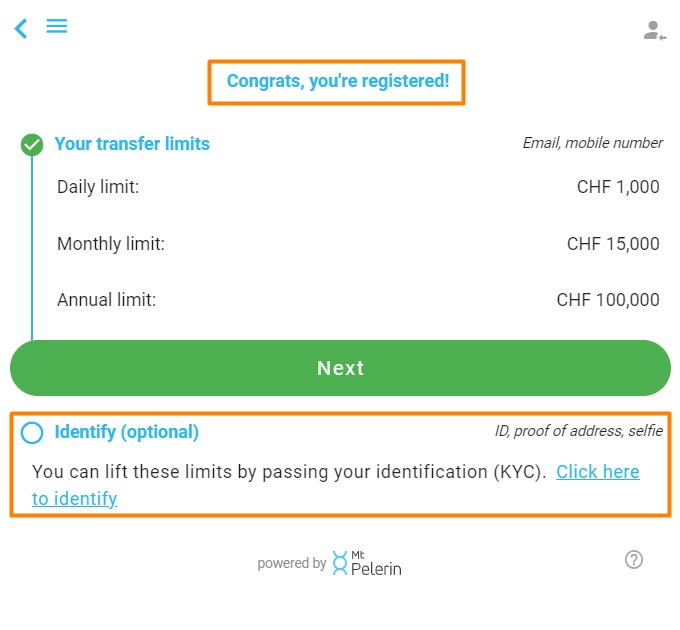 Congrats, you're registered!
Your transfer limits Email, mobile number
Daily limit: CHF 1,000
Monthly limit: CHF 15,000
Annual limit: CHF 100,000
Next
Identify (optional) ID, proof of address, selfie
You can lift these limits by passing your identification (KYC). Click here
to identify
powered by Mt Pelerin